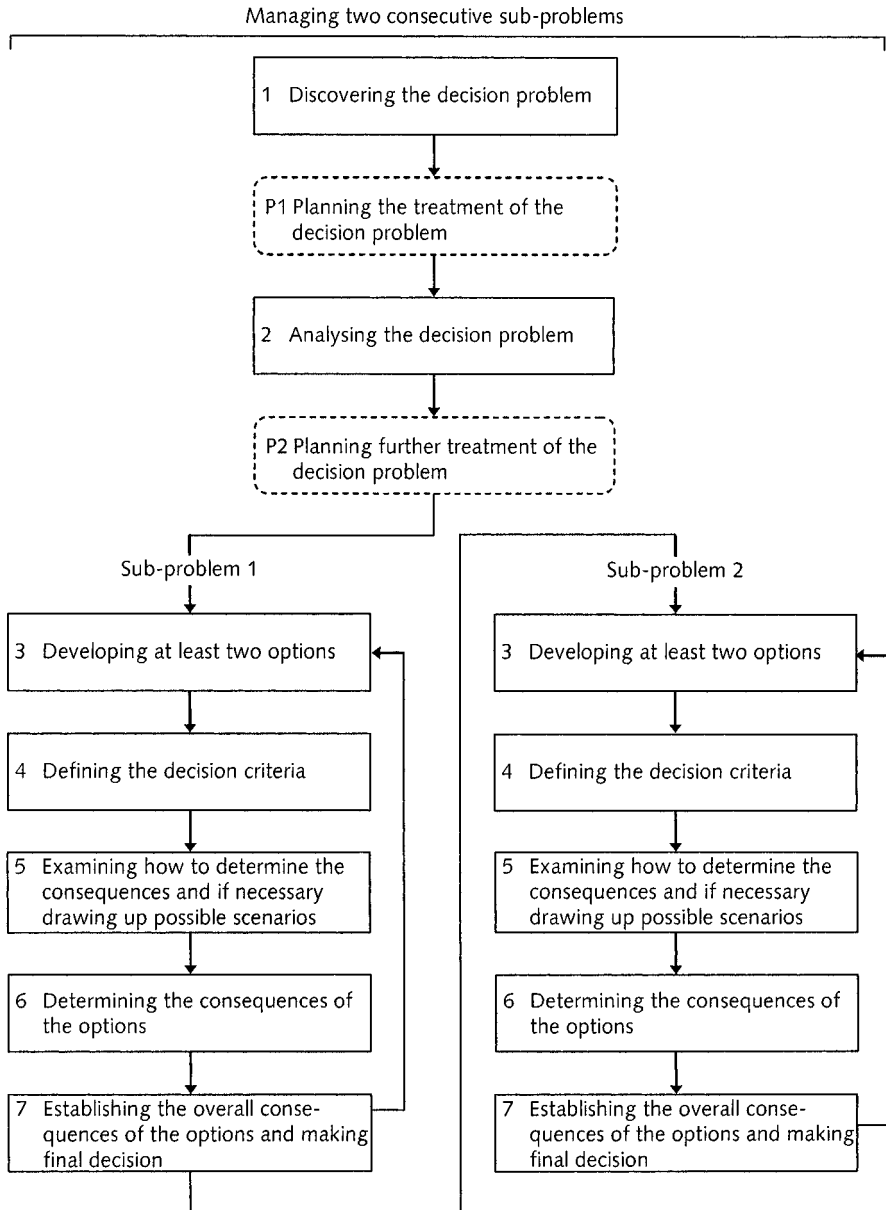 Managing two consecutive sub-problems
1 Discovering the decision problem
P1 Planning the treatment of the
decision problem
2 Analysing the decision problem
P2 Planning further treatment of the
decision problem
Sub-problem 1
3 Developing at least two options
4 Defining the decision criteria
5 Examining how to determine the
consequences and if necessary
drawing up possible scenarios
6 Determining the consequences of
the options
7 Establishing the overall conse-
quences of the options and making
final decision
Sub-problem 2
3 Developing at least two options
4 Defining the decision criteria
5 Examining how to determine the
consequences and if necessary
drawing up possible scenarios
6 Determining the consequences of
the options
7 Establishing the overall conse-
quences of the options and making
final decision